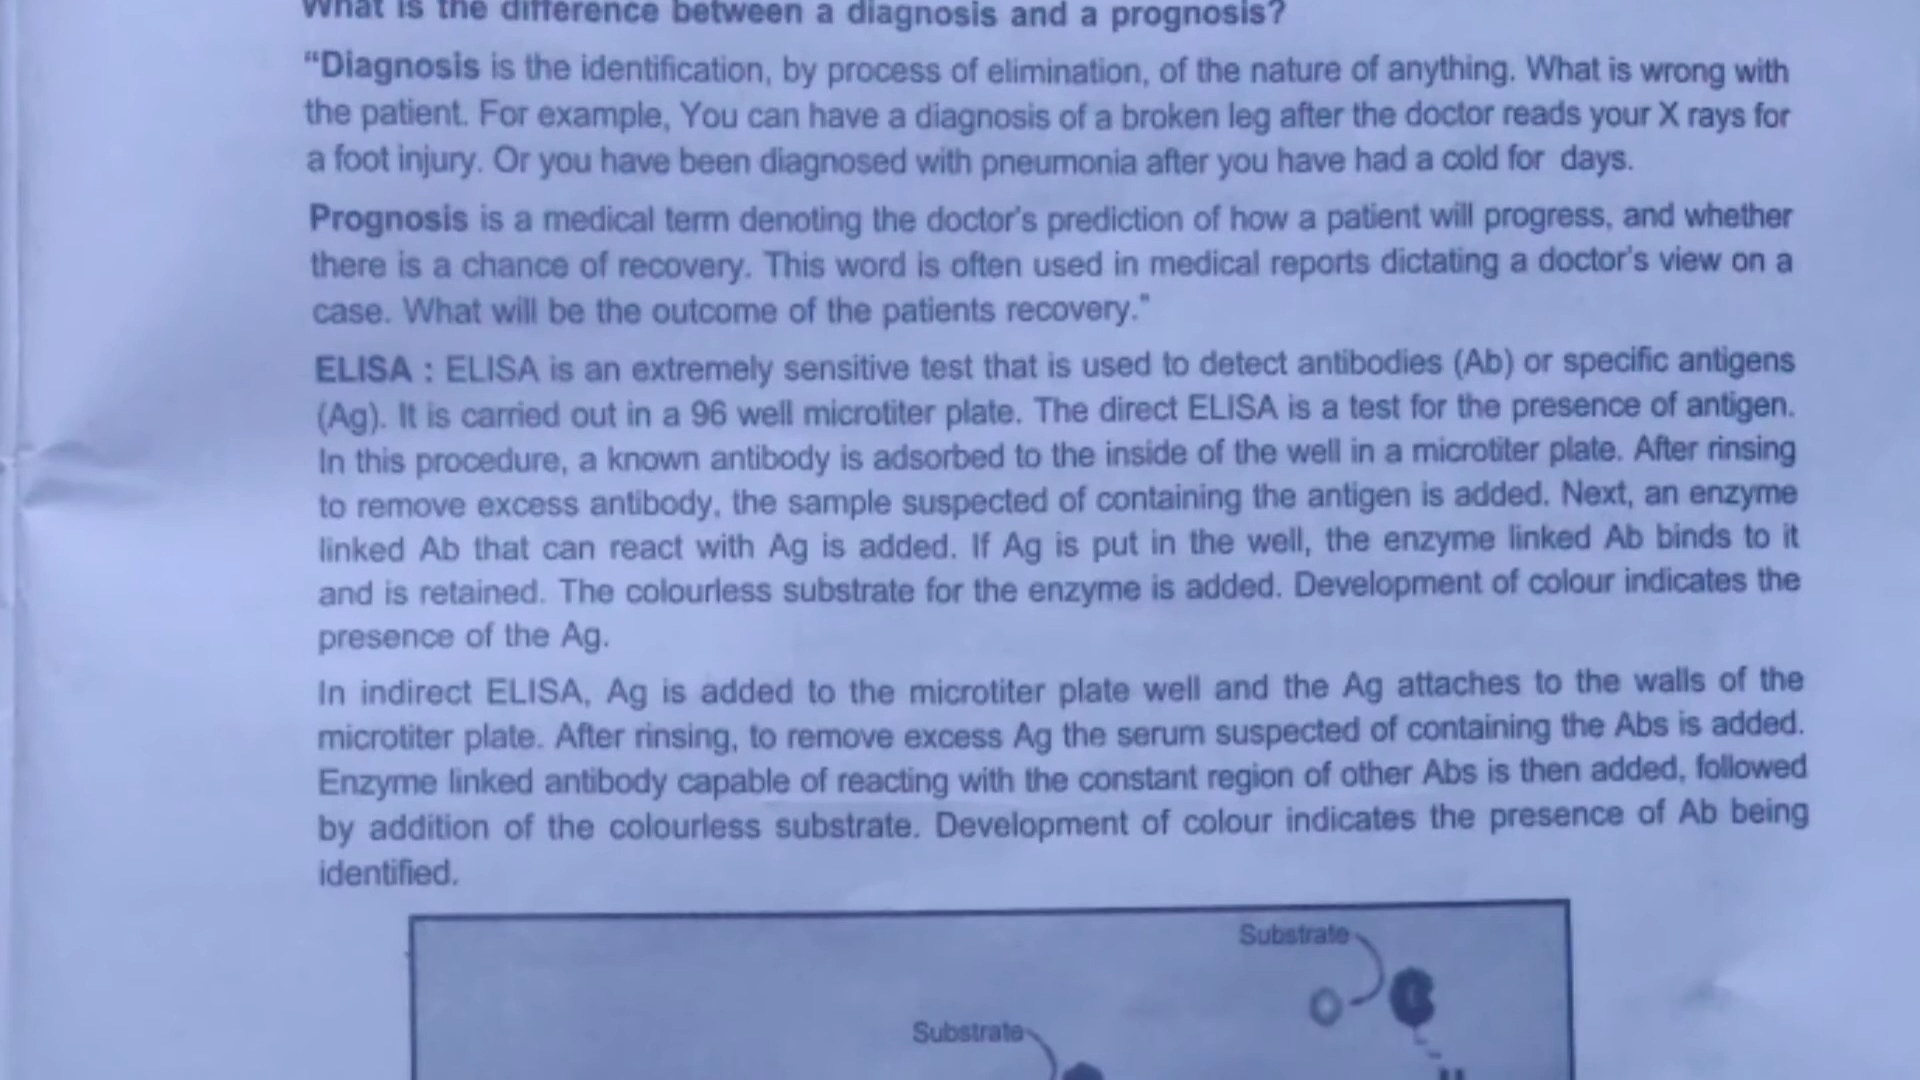 What is the difference between a diagnosis and a prognosis?
“Diagnosis is the identification, by process of elimination, of the nature of anything. What is wrong with
the patient. For example, You can have a diagnosis of a broken leg after the doctor reads your X rays for
a foot injury. Or you have been diagnosed with pneumonia after you have had a cold for days.
Prognosis is a medical term denoting the doctor's prediction of how a patient will progress, and whether
there is a chance of recovery. This word is often used in medical reports dictating a doctor's view on a
case. What will be the outcome of the patients recovery.”
ELISA : ELISA is an extremely sensitive test that is used to detect antibodies (Ab) or specific antigens
(Ag). It is carried out in a 96 well microtiter plate. The direct ELISA is a test for the presence of antigen.
In this procedure, a known antibody is adsorbed to the inside of the well in a microtiter plate. After rinsing
to remove excess antibody, the sample suspected of containing the antigen is added. Next, an enzyme
linked Ab that can react with Ag is added. If Ag is put in the well, the enzyme linked Ab binds to it
and is retained. The colourless substrate for the enzyme is added. Development of colour indicates the
presence of the Ag.
In indirect ELISA, Ag is added to the microtiter plate well and the Ag attaches to the walls of the
microtiter plate. After rinsing, to remove excess Ag the serum suspected of containing the Abs is added.
Enzyme linked antibody capable of reacting with the constant region of other Abs is then added, followed
by addition of the colourless substrate. Development of colour indicates the presence of Ab being
identified.
Substrate
Substrate